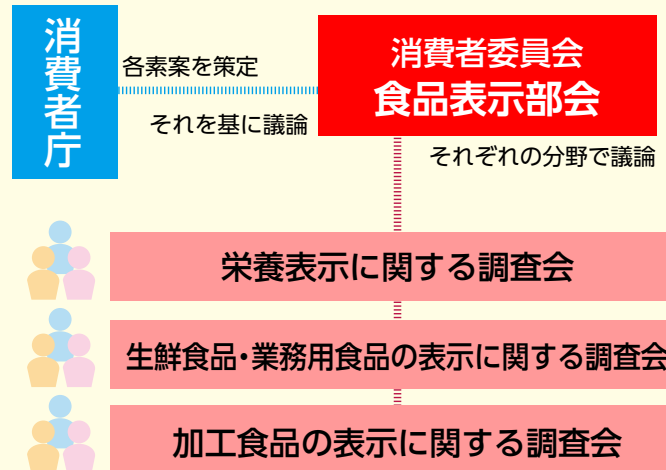 消費者庁
各素案を策定
それを基に議論
消費者委員会
食品表示部会
それぞれの分野で議論
栄養表示に関する調査会
生鮮食品・業務用食品の表示に関する調査会
加工食品の表示に関する調査会